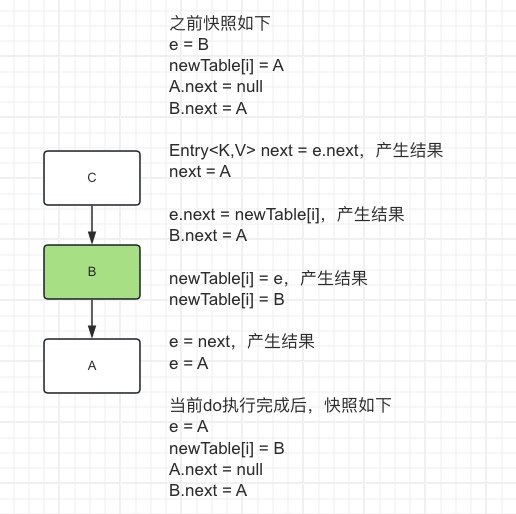 之前快照如下
e = B
newTable[i] = A
A.next = null
B.next = A
Entry<K,V> next = e.next，产生结果
next = A
e.next = newTable[i]，产生结果
B.next = A
newTable[i] = e，产生结果
newTable[i] = B
e = next，产生结果
e = A
当前do执行完成后，快照如下
e = A
newTable[i] = B
A.next = null
B.next = A
C
B
A